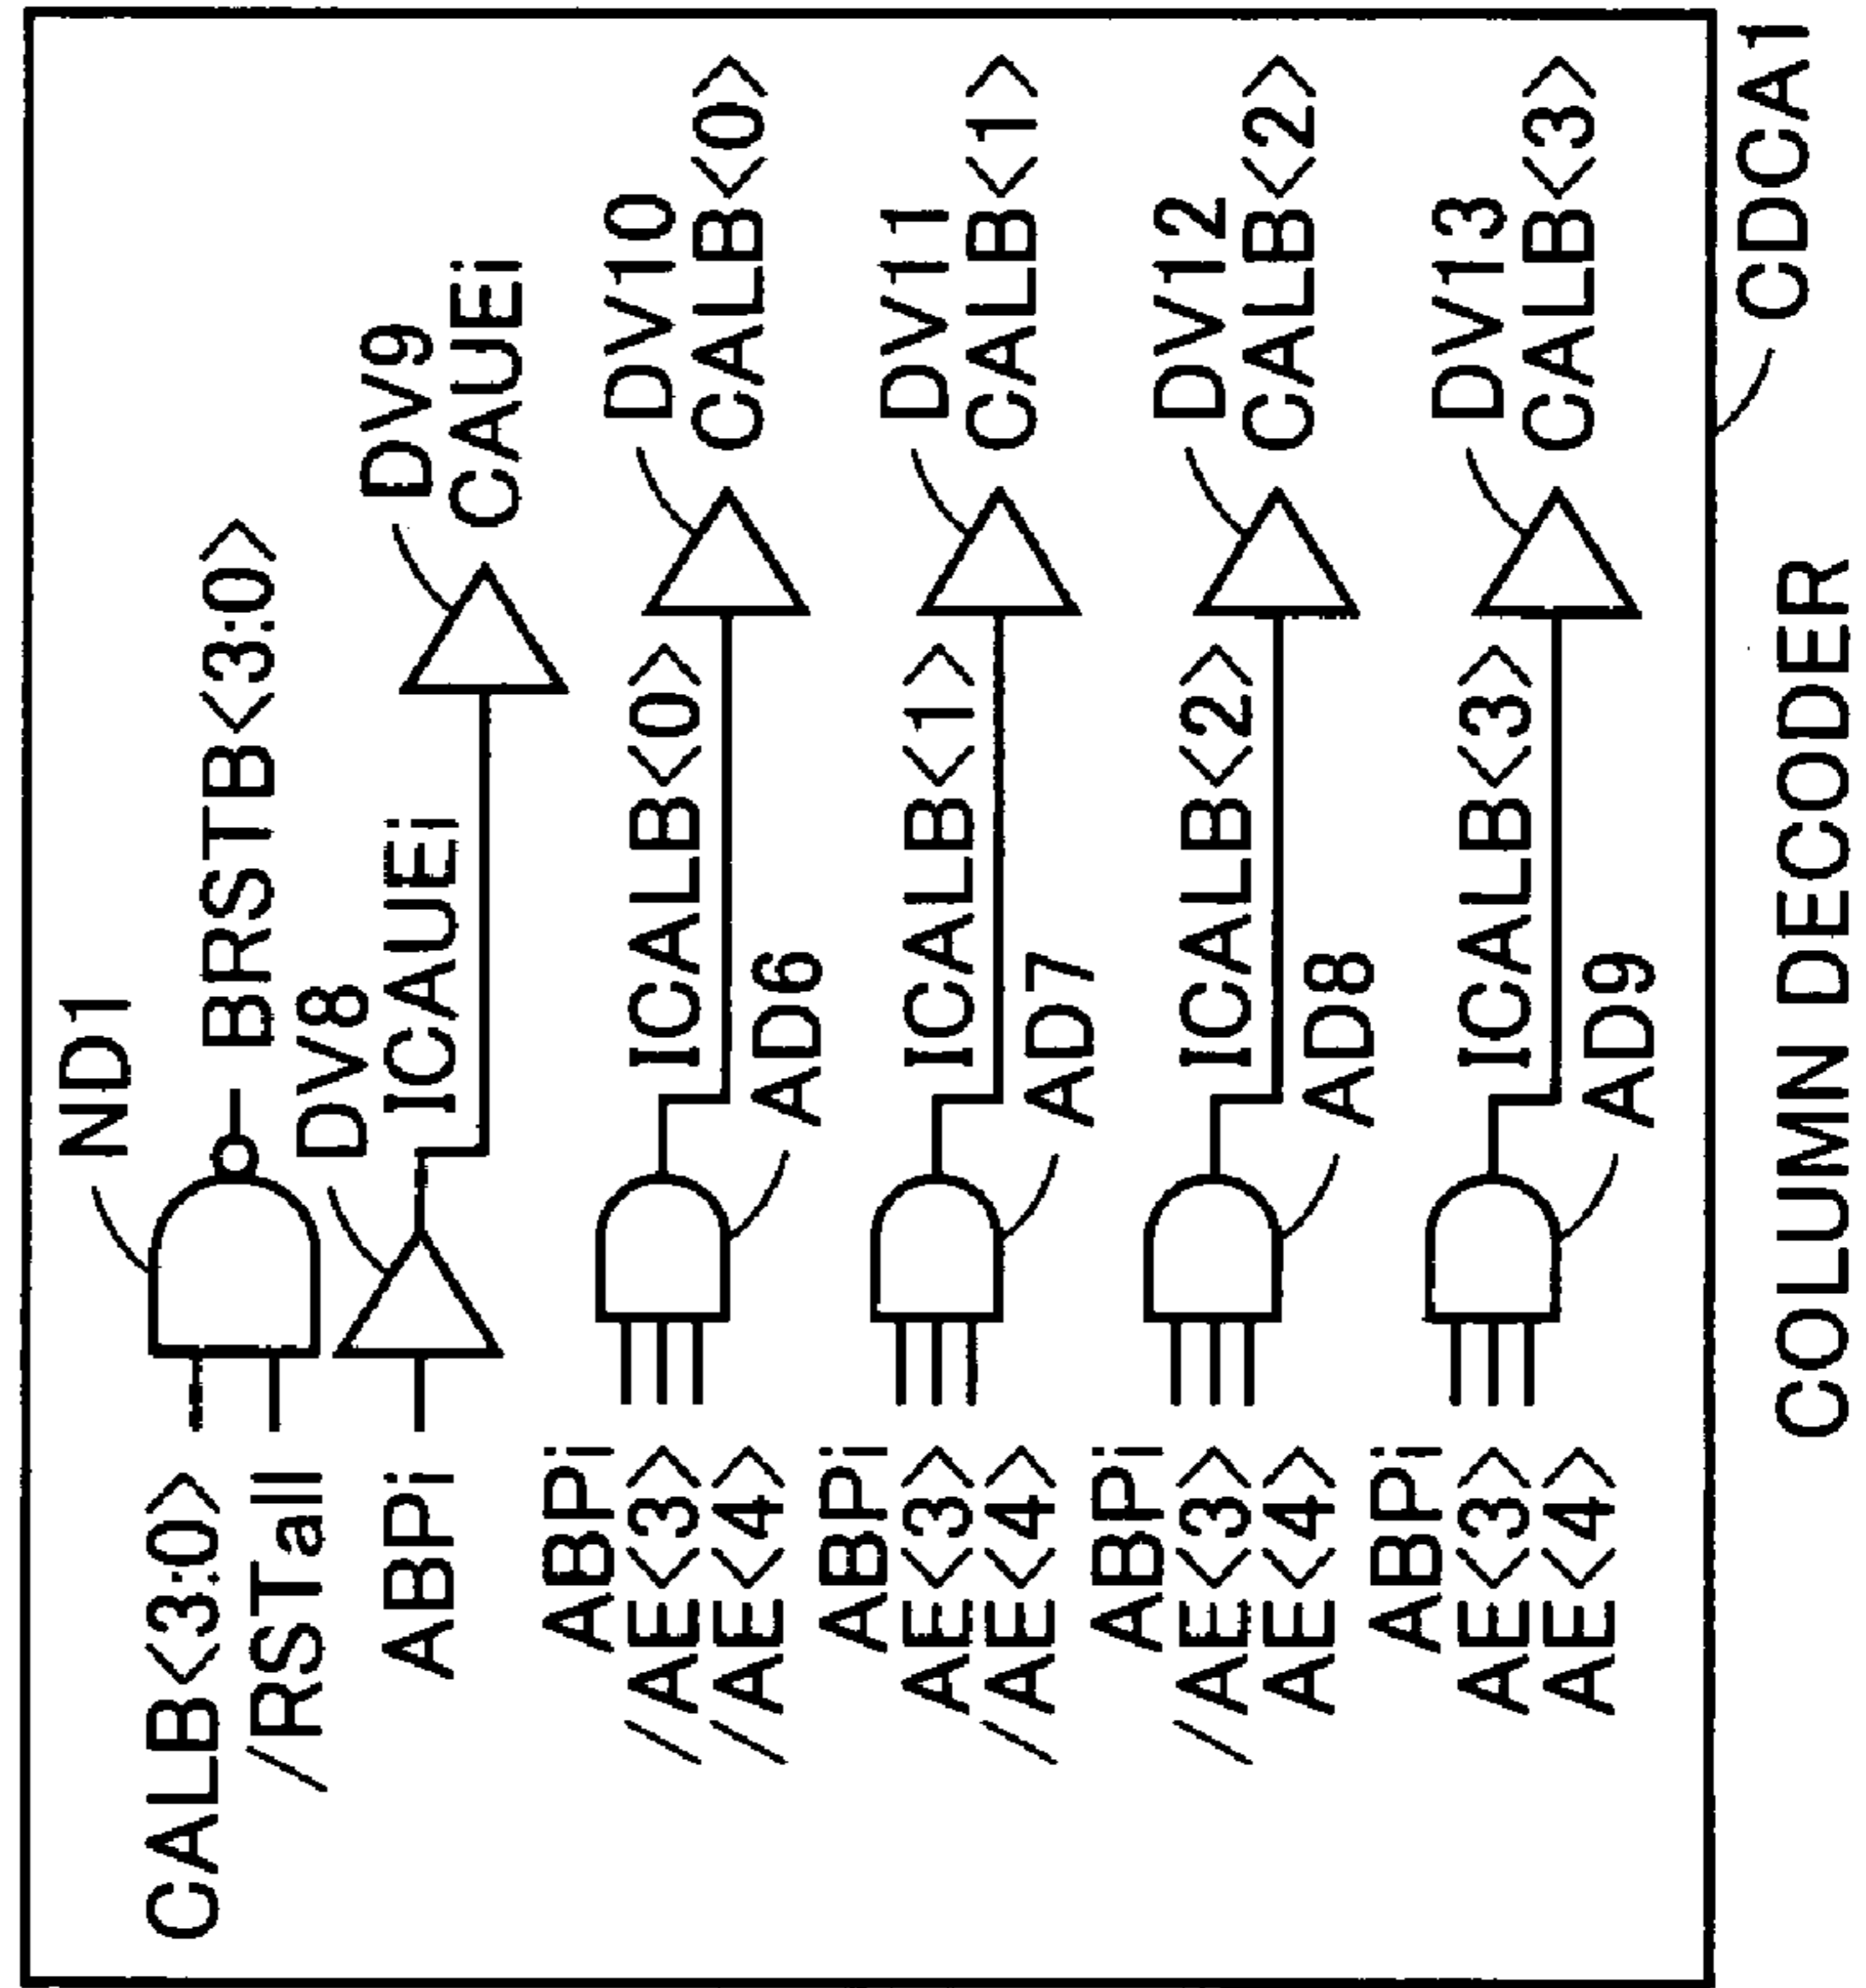 ND1
CALB<3:0>
/RSTall
BRSTB<3:0>
DV8
ABPi
ICAUEi
DV9
CAUEi
ABPi
/AE<3>
/AE<4>
ICALB<0>
AD6
DV10
CALB<0>
ABPi
AE<3>
/AE<4>
ICALB<1>
AD7
DV11
CALB<1>
ABPi
/AE<3>
AE<4>
ICALB<2>
AD8
DV12
CALB<2>
ABPi
AE<3>
AE<4>
ICALB<3>
AD9
DV13
CALB<3>
CDCA1
COLUMN DECODER